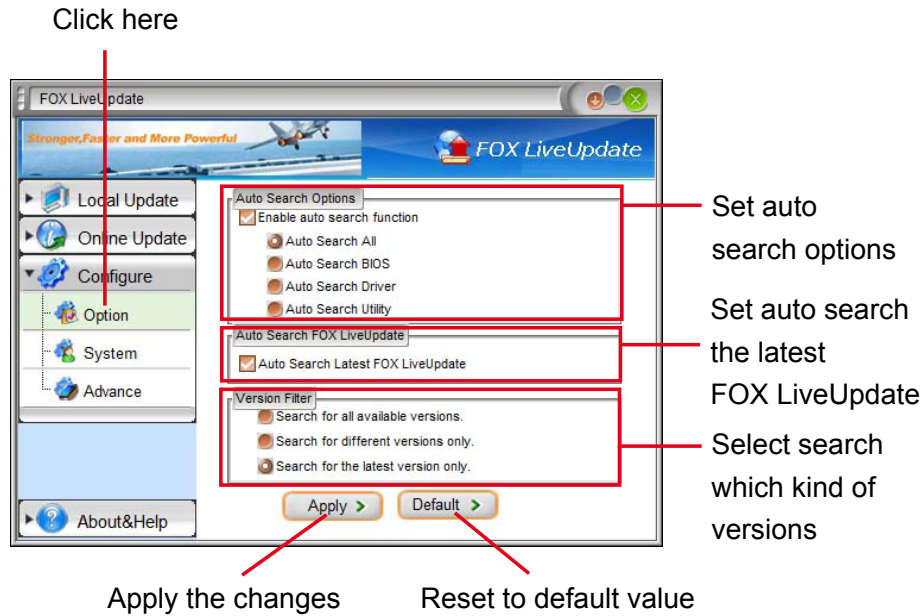 Click here
FOX LiveUpdate
Stronger,Faster and More Powerful
FOX LiveUpdate
Local Update
Online Update
Configure
Option
System
Advance
About&Help
Auto Search Options
Enable auto search function
Auto Search All
Auto Search BIOS
Auto Search Driver
Auto Search Utility
Auto Search FOX LiveUpdate
Auto Search Latest FOX LiveUpdate
Version Filter
Search for all available versions.
Search for different versions only.
Search for the latest version only.
Apply
Default
Set auto
search options
Set auto search
the latest
FOX LiveUpdate
Select search
which kind of
versions
Apply the changes
Reset to default value